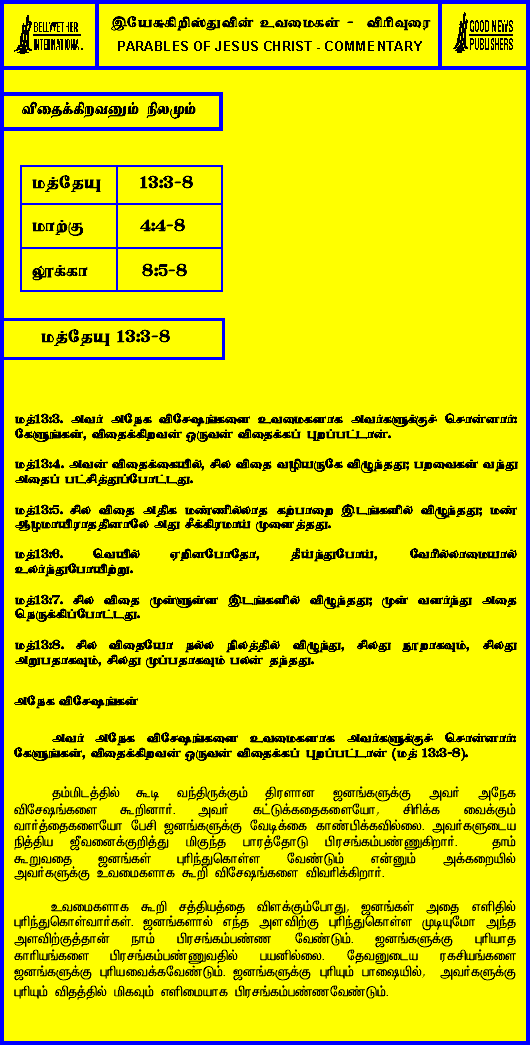 BELLWETHER
INTERNATIONAL
இயேசுகிறிஸ்துவின் உவமைகள் - விரிவுரை
PARABLES OF JESUS CHRIST - COMMENTARY
GOOD NEWS
PUBLISHERS
விதைக்கிறவனும் நிலமும்
மத்தேயு 13:3-8
மாற்கு 4:4-8
லூக்கா 8:5-8
மத்தேயு 13:3-8
மத்13:3. அவர் அநேக விசேஷங்களை உவமைகளாக அவர்களுக்குச் சொன்னார்:
கேளுங்கள், விதைக்கிறவன் ஒருவன் விதைக்கப் புறப்பட்டான்.
மத்13:4. அவன் விதைக்கையில், சில விதை வழியருகே விழுந்தது; பறவைகள் வந்து
அதைப் பட்சித்துப்போட்டது.
மத்13:5. சில விதை அதிக மண்ணில்லாத கற்பாறை இடங்களில் விழுந்தது; மண்
ஆழமாயிராததினாலே அது சீக்கிரமாய் முளைத்தது.
மத்13:6. வெயில் ஏறினபோதோ, தீய்ந்துபோய், வேரில்லாமையால்
உலர்ந்துபோயிற்று.
மத்13:7. சில விதை முள்ளுள்ள இடங்களில் விழுந்தது; முள் வளர்ந்து அதை
நெருக்கிப்போட்டது.
மத்13:8. சில விதையோ நல்ல நிலத்தில் விழுந்து, சிலது நூறாகவும், சிலது
அறுபதாகவும், சிலது முப்பதாகவும் பலன் தந்தது.
அநேக விசேஷங்கள்
அவர் அநேக விசேஷங்களை உவமைகளாக அவர்களுக்குச் சொன்னார்:
கேளுங்கள், விதைக்கிறவன் ஒருவன் விதைக்கப் புறப்பட்டான் (மத் 13:3-8).
தம்மிடத்தில் கூடி வந்திருக்கும் திரளான ஜனங்களுக்கு அவர் அநேக
விசேஷங்களை கூறினார். அவர் கட்டுக்கதைகளையோ, சிரிக்க வைக்கும்
வார்த்தைகளையோ பேசி ஜனங்களுக்கு வேடிக்கை காண்பிக்கவில்லை. அவர்களுடைய
நித்திய ஜீவனைக்குறித்து மிகுந்த பாரத்தோடு பிரசங்கம்பண்ணுகிறார். தாம்
கூறுவதை ஜனங்கள் புரிந்துகொள்ள வேண்டும் என்னும் அக்கறையில்
அவர்களுக்கு உவமைகளாக கூறி விசேஷங்களை விவரிக்கிறார்.
உவமைகளாக கூறி சத்தியத்தை விளக்கும்போது, ஜனங்கள் அதை எளிதில்
புரிந்துகொள்வார்கள். ஜனங்களால் எந்த அளவிற்கு புரிந்துகொள்ள முடியுமோ அந்த
அளவிற்குத்தான் நாம் பிரசங்கம்பண்ண வேண்டும். ஜனங்களுக்கு புரியாத
காரியங்களை பிரசங்கம்பண்ணுவதில் பயனில்லை. தேவனுடைய ரகசியங்களை
ஜனங்களுக்கு புரியவைக்கவேண்டும். ஜனங்களுக்கு புரியும் பாஷையில், அவர்களுக்கு
புரியும் விதத்தில் மிகவும் எளிமையாக பிரசங்கம்பண்ணவேண்டும்.